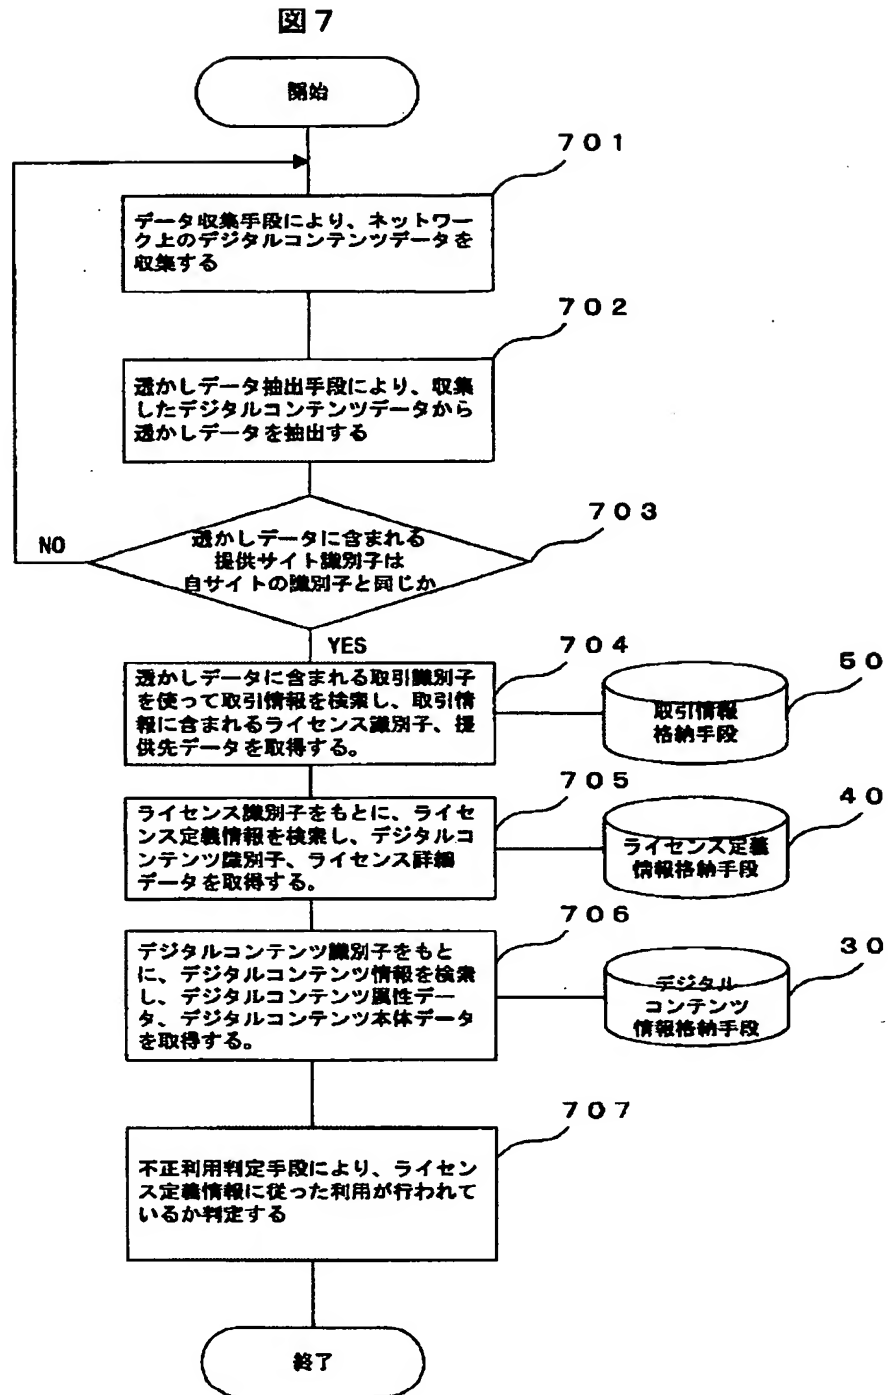 図7
開始
701
データ収集手段により、ネットワー
ク上のデジタルコンテンツデータを
収集する
702
透かしデータ抽出手段により、収集
したデジタルコンテンツデータから
透かしデータを抽出する
703
透かしデータに含まれる
提供サイト識別子は
自サイトの識別子と同じか
NO
YES
704
透かしデータに含まれる取引識別子
を使って取引情報を検索し、取引情
報に含まれるライセンス識別子、提
供先データを取得する。
50
取引情報
格納手段
705
ライセンス識別子をもとに、ライセ
ンス定義情報を検索し、デジタルコ
ンテンツ識別子、ライセンス詳細
データを取得する。
40
ライセンス定義
情報格納手段
706
デジタルコンテンツ識別子をもと
に、デジタルコンテンツ情報を検索
し、デジタルコンテンツ属性デー
タ、デジタルコンテンツ本体データ
を取得する。
30
デジタル
コンテンツ
情報格納手段
707
不正利用判定手段により、ライセン
ス定義情報に従った利用が行われて
いるか判定する
終了